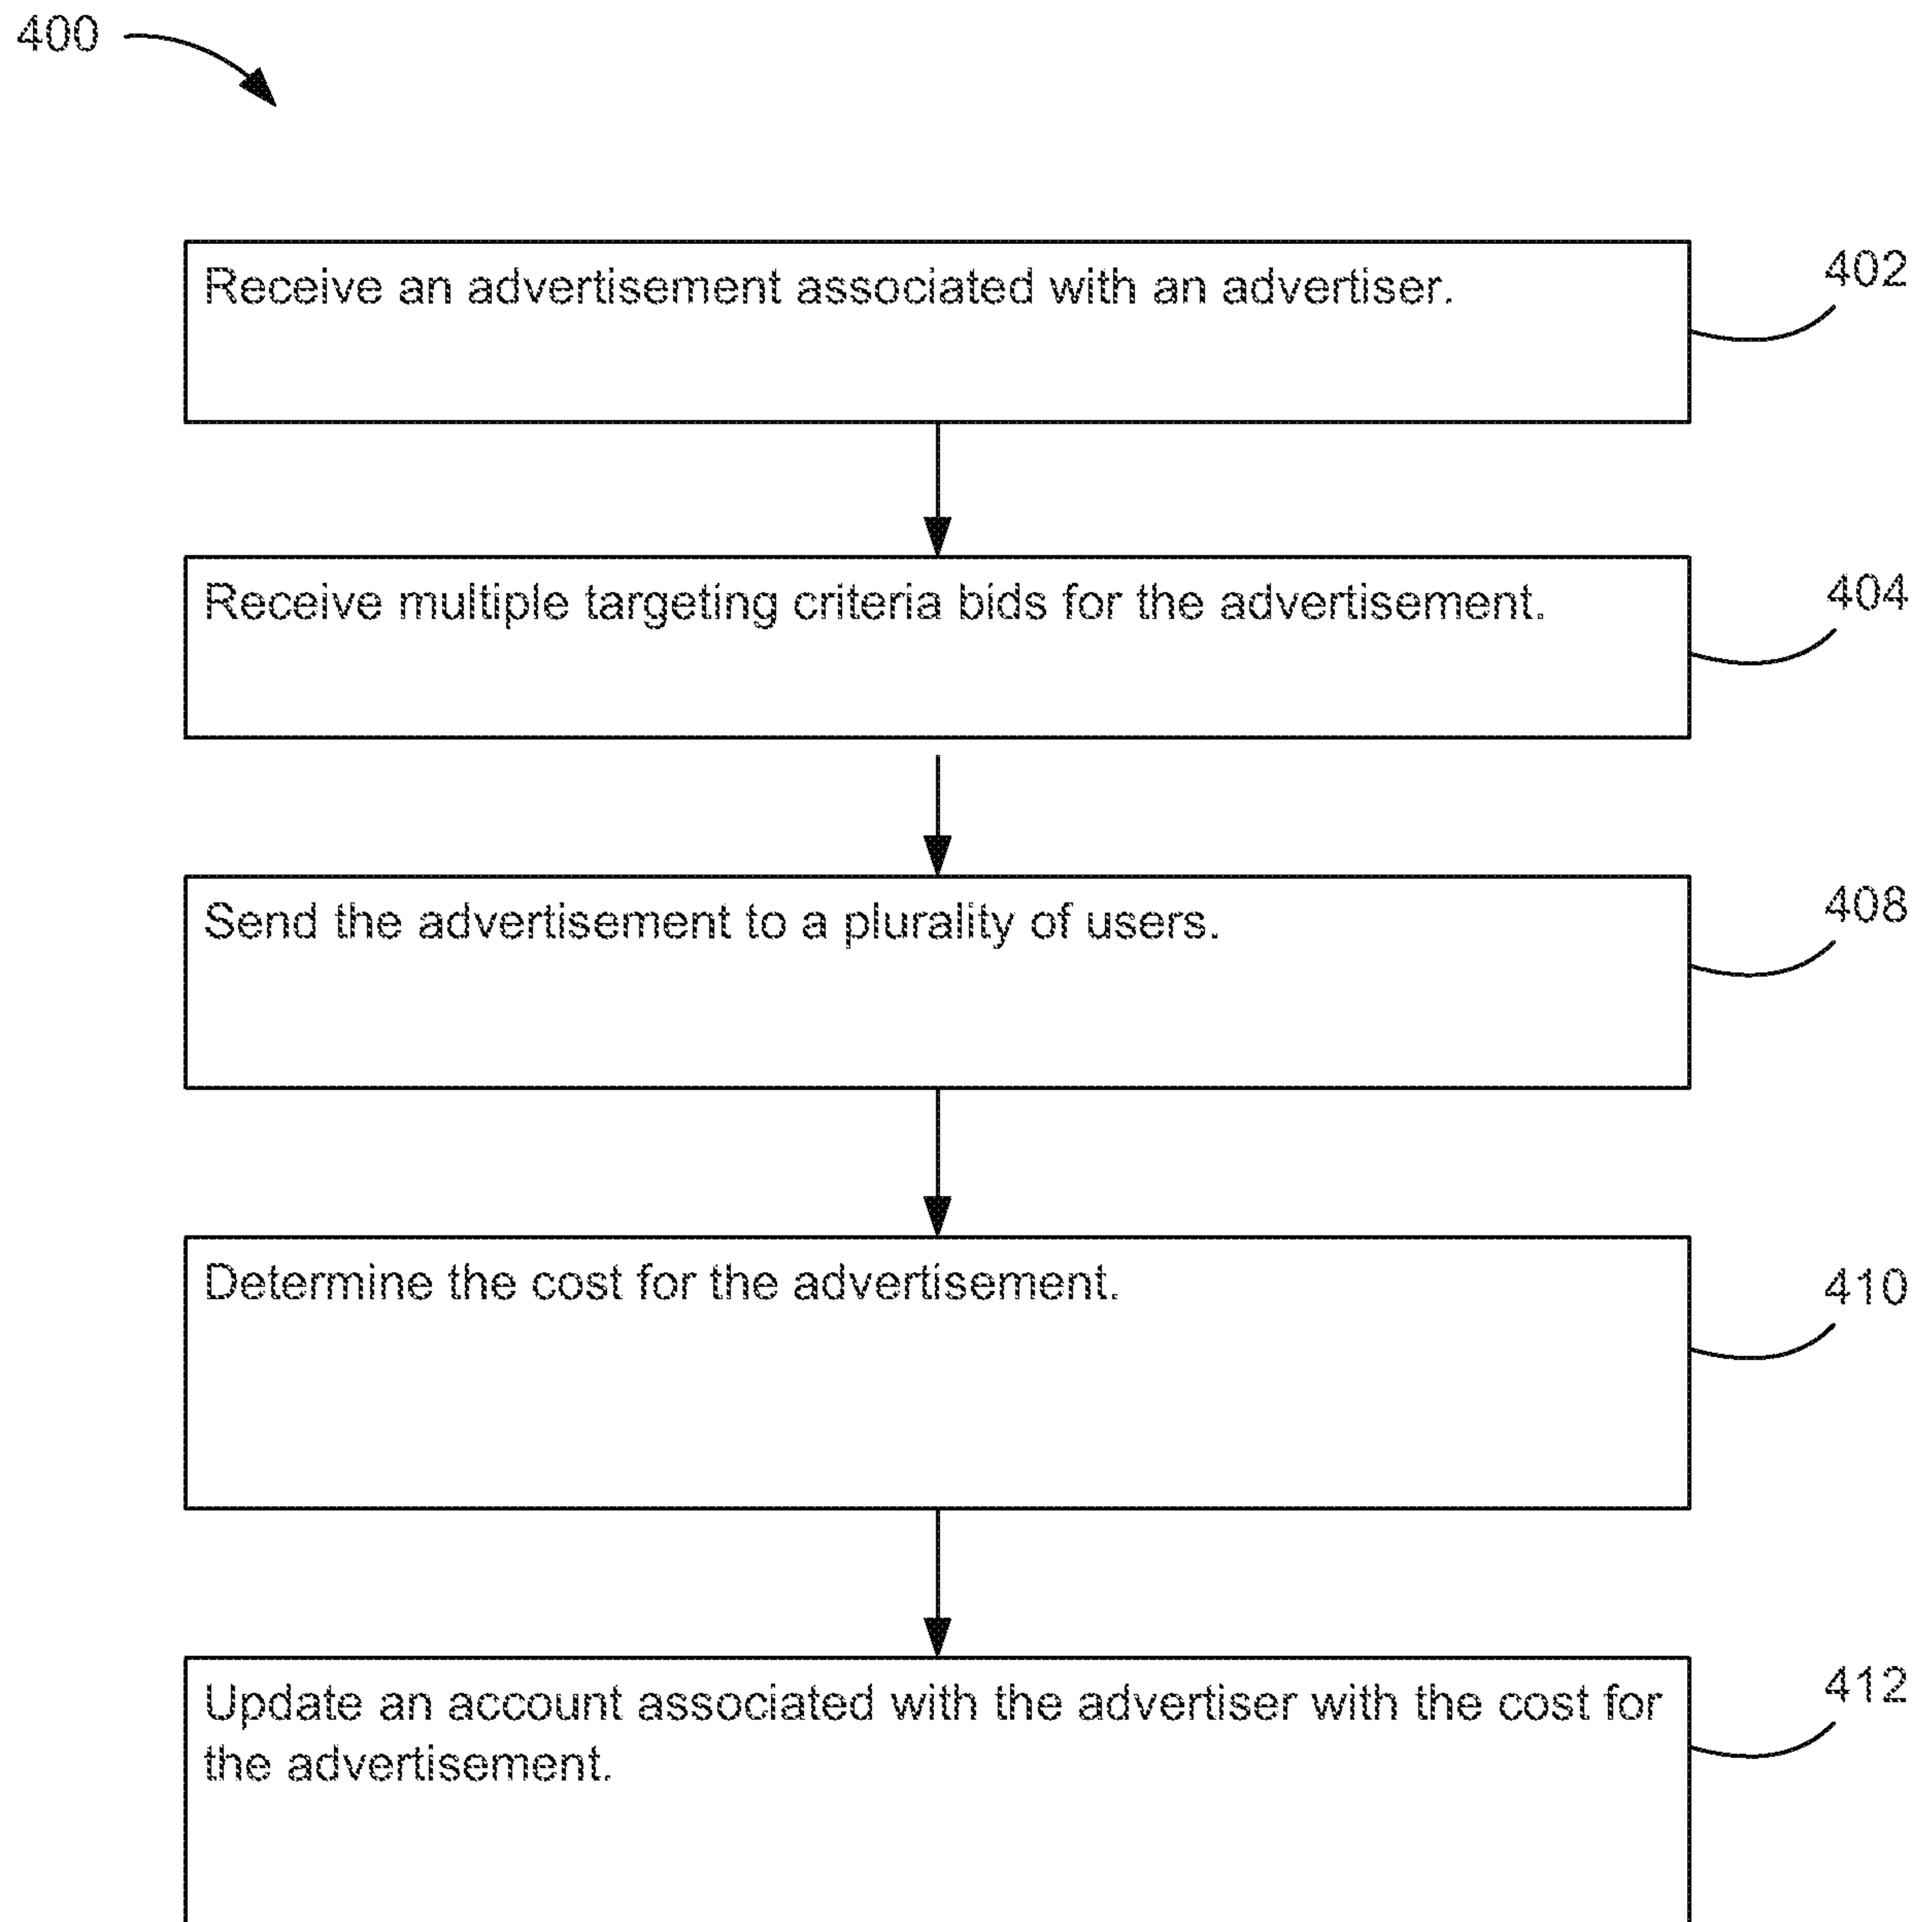 400
Receive an advertisement associated with an advertiser.
402
Receive multiple targeting criteria bids for the advertisement.
404
Send the advertisement to a plurality of users.
408
Determine the cost for the advertisement.
410
Update an account associated with the advertiser with the cost for
the advertisement.
412